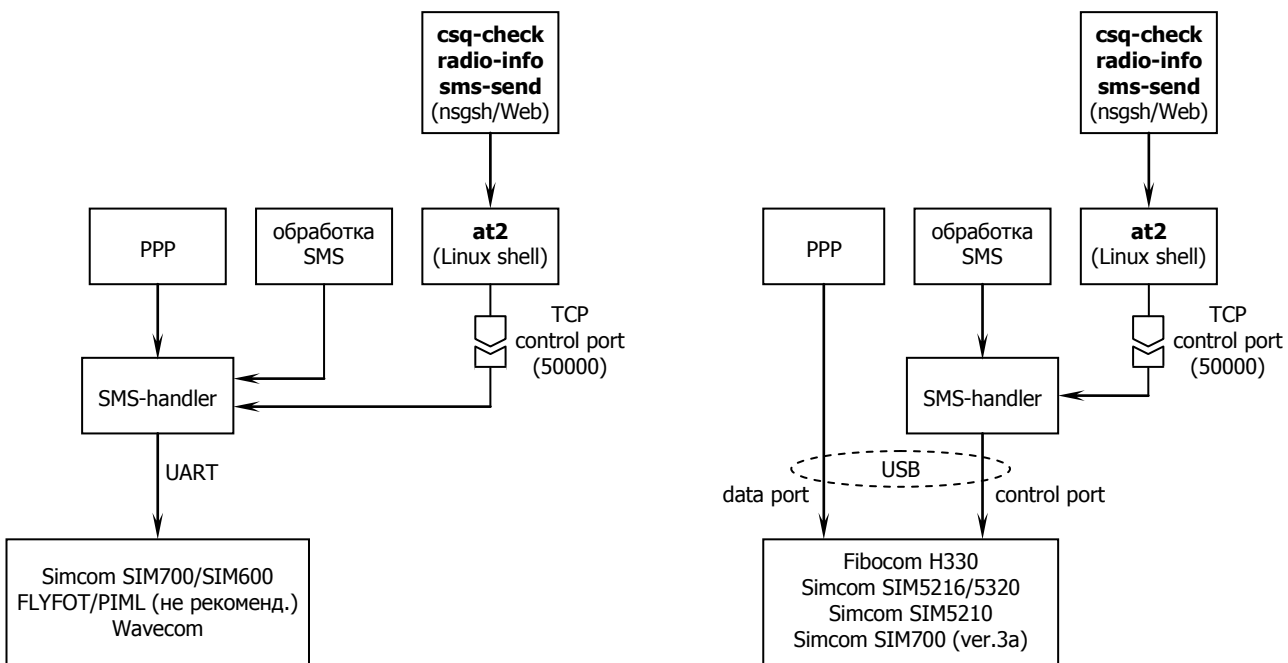 csq-check
radio-info
sms-send
(nsgsh/Web)
PPP
обработка
SMS
at2
(Linux shell)
TCP
control port
(50000)
SMS-handler
UART
Simcom SIM700/SIM600
FLYFOT/PIML (не рекоменд.)
Wavecom
csq-check
radio-info
sms-send
(nsgsh/Web)
PPP
обработка
SMS
at2
(Linux shell)
TCP
control port
(50000)
SMS-handler
USB
data port
control port
Fibocom H330
Simcom SIM5216/5320
Simcom SIM5210
Simcom SIM700 (ver.3a)